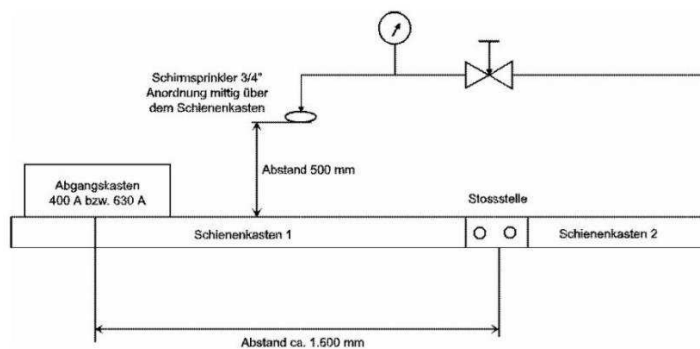 Schirmsprinkler 3/4"
Anordnung mittig über
dem Schienenkasten
Abstand 500 mm
Abgangskasten
400 A bzw. 630 A
Stossstelle
Schienenkasten 1
Schienenkasten 2
Abstand ca. 1.600 mm